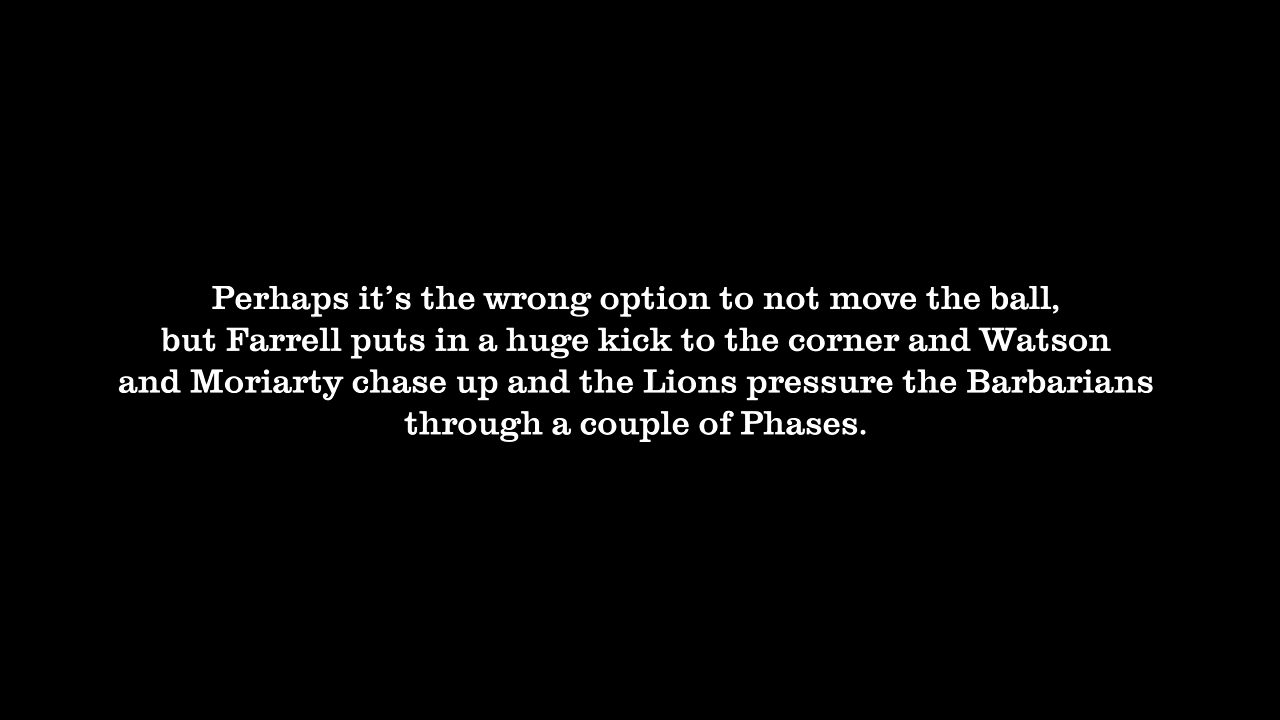 Perhaps it’s the wrong option to not move the ball,
but Farrell puts in a huge kick to the corner and Watson
and Moriarty chase up and the Lions pressure the Barbarians
through a couple of Phases.